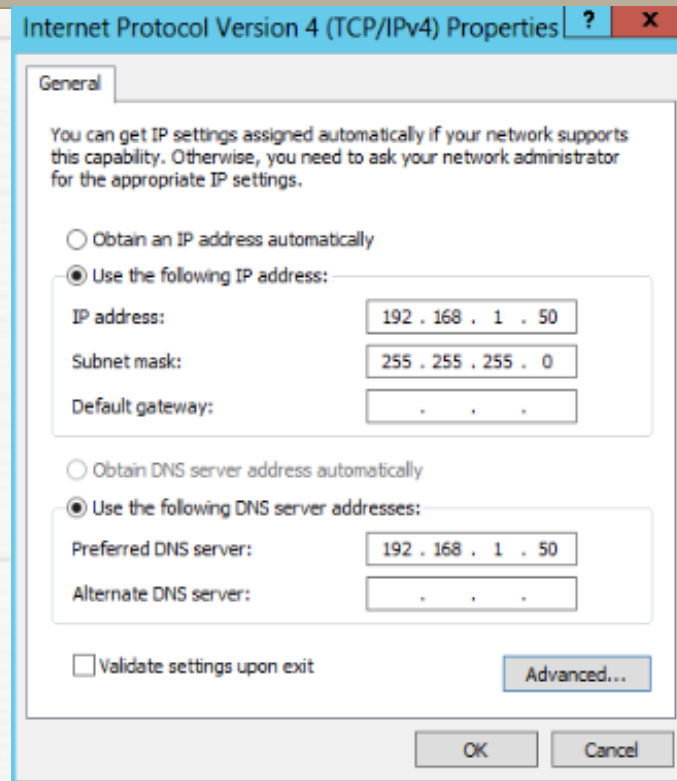 Internet Protocol Version 4 (TCP/IPv4) Properties ? x
General
You can get IP settings assigned automatically if your network supports
this capability. Otherwise, you need to ask your network administrator
for the appropriate IP settings.
Obtain an IP address automatically
Use the following IP address:
IP address: 192 . 168 . 1 . 50
Subnet mask: 255 . 255 . 255 . 0
Default gateway: . . .
Obtain DNS server address automatically
Use the following DNS server addresses:
Preferred DNS server: 192 . 168 . 1 . 50
Alternate DNS server: . . .
Validate settings upon exit Advanced...
OK Cancel